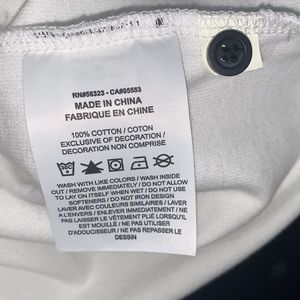 RN#56323 - CA#05553
MADE IN CHINA
FABRIQUE EN CHINE
100% COTTON / COTON
EXCLUSIVE OF DECORATION /
DECORATION NON COMPRISE
WASH WITH LIKE COLORS / WASH SEPARATELY
/ REMOVE IMMEDIATELY / DO NOT ALLOW
TO LAY ON ITSELF WHEN WET / DO NOT USE
SOFTENERS / DO NOT IRON DESIGN
LAVER AVEC COULEURS SIMILAIRES / LAVER
A L'ENVERS / ENLEVER IMMEDIATEMENT / NE
PAS LAISSER LE VÊTEMENT PLIÉ LORSQU'IL
EST MOUILLÉ / NE PAS UTILISER
D'ADOUCISSEUR / NE PAS REPASSER LE
DESSIN